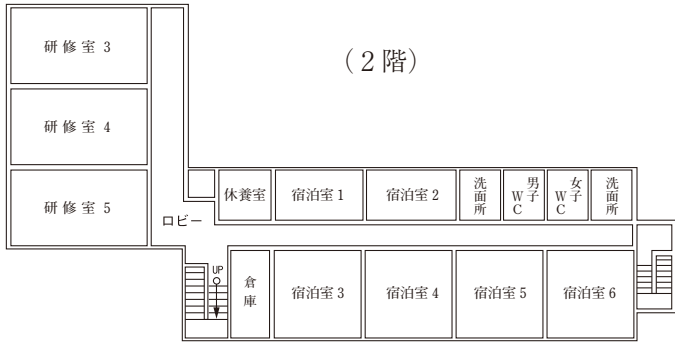 (2階)
研修室 3
研修室 4
研修室 5
ロビー
休養室
宿泊室 1
宿泊室 2
洗面所
男子WC
女子WC
洗面所
UP
倉庫
宿泊室 3
宿泊室 4
宿泊室 5
宿泊室 6